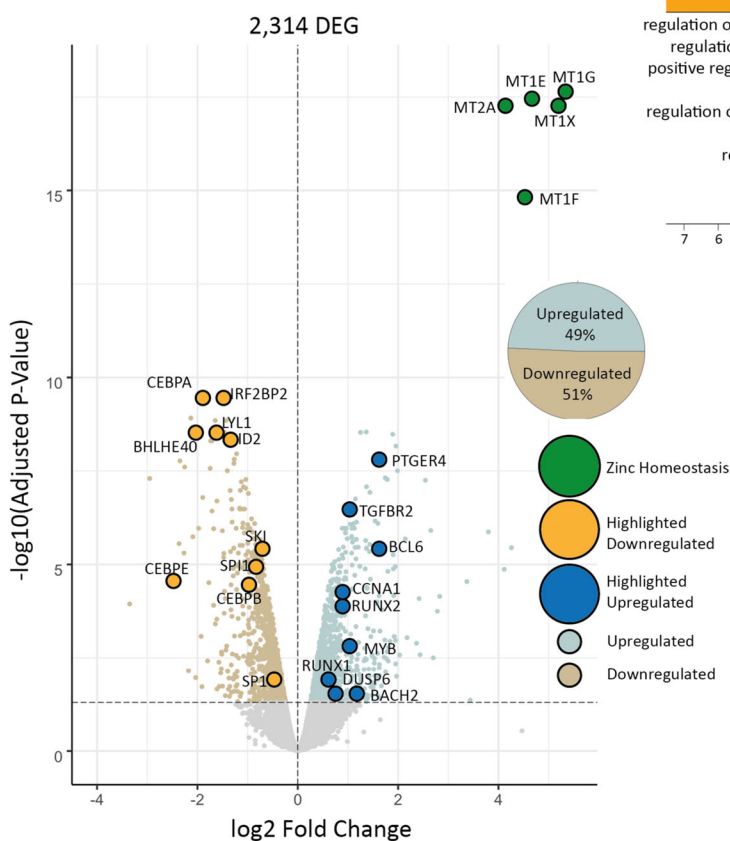 2,314 DEG
regulation o
regulatio
positive reg
regulation o
re
7 6
MT1E
MT1G
MT2A
MT1X
MT1F
15
10
5
0
-log10(Adjusted P-Value)
CEBPA
IRF2BP2
LYL1
BHLHE40
ID2
PTGER4
TGFBR2
SKI
BCL6
SPI1
CEBPE
CEBPB
CCNA1
RUNX2
MYB
RUNX1
SP1
DUSP6
BACH2
-4 -2 0 2 4
log2 Fold Change
Upregulated
49%
Downregulated
51%
Zinc Homeostasis
Highlighted
Downregulated
Highlighted
Upregulated
Upregulated
Downregulated